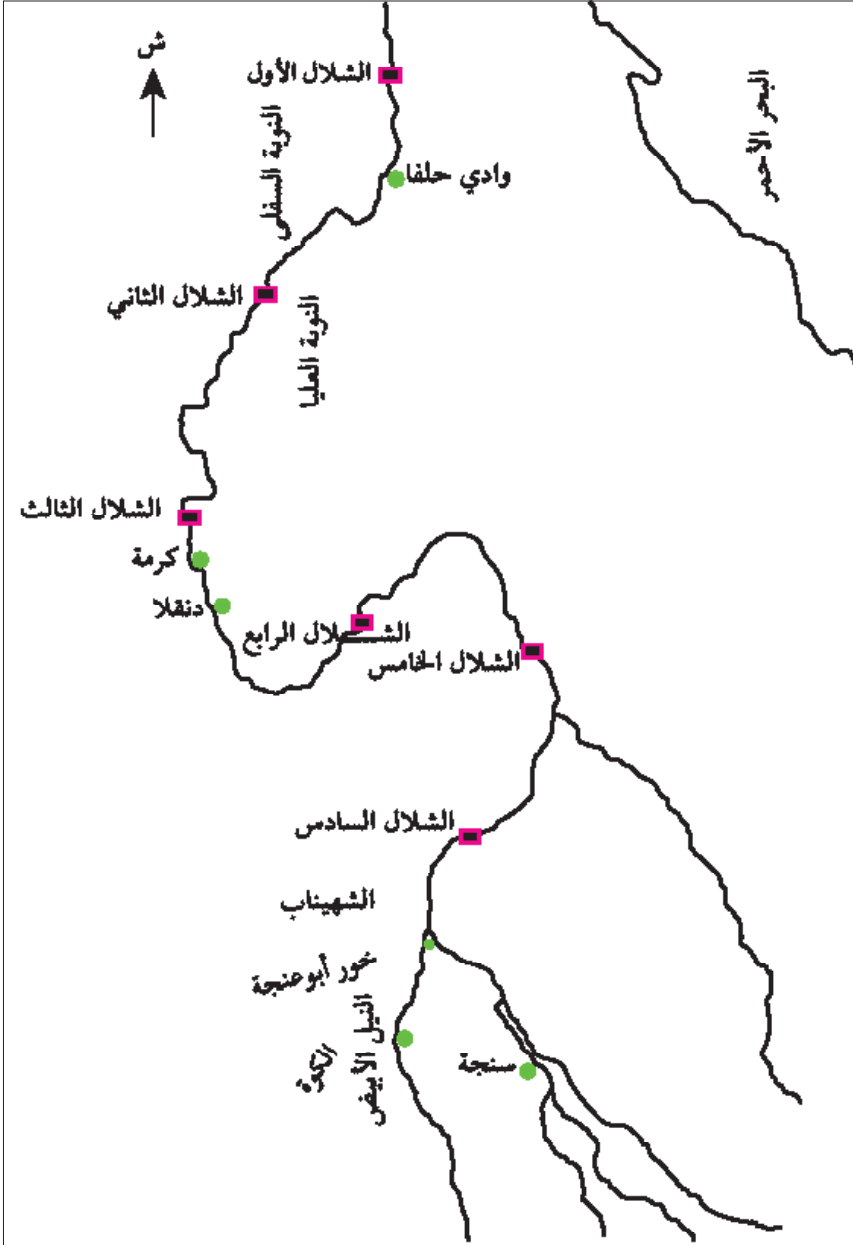 ش
الشلال الأول
البحر الأحمر
النوبة السفلى
وادي حلفا
الشلال الثاني
النوبة العليا
الشلال الثالث
كرمة
دنقلا
الشـــلال الرابع
الشلال الخامس
الشلال السادس
الشهيناب
خور أبوعنجة
النيل الأبيض
الكوة
سنجة